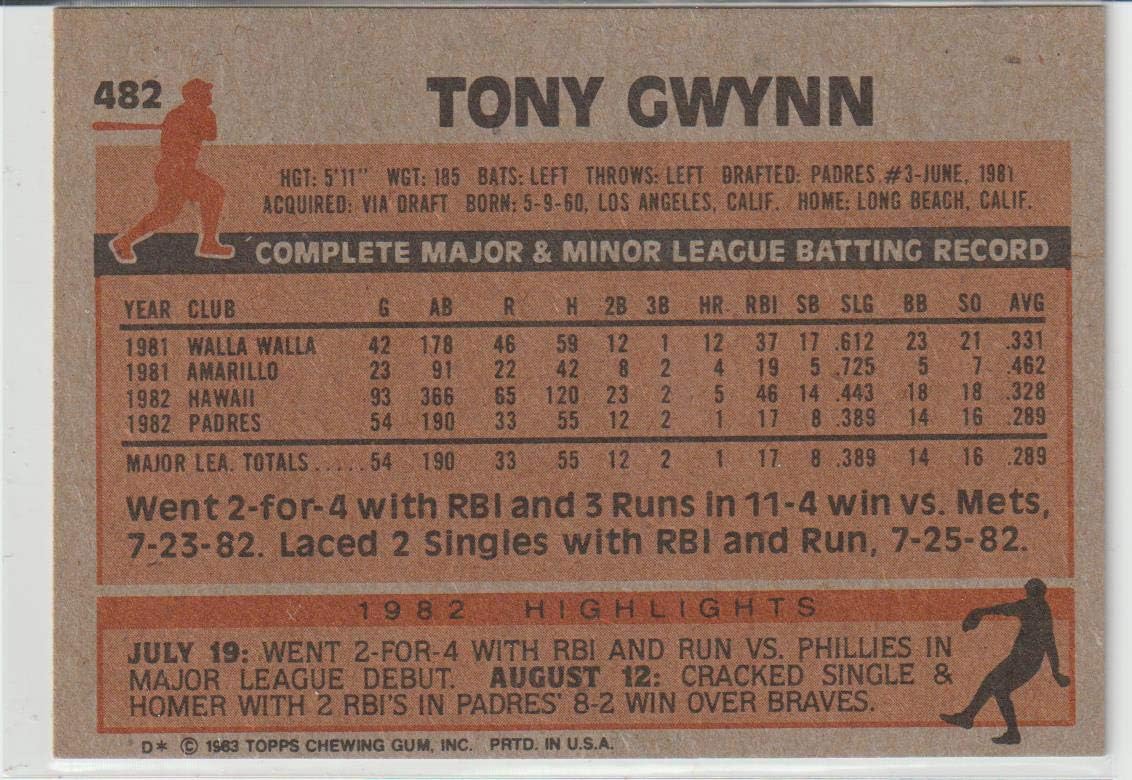 482
TONY GWYNN
HGT: 5'11" WGT: 185 BATS: LEFT THROWS: LEFT DRAFTED: PADRES #3-JUNE, 1981
ACQUIRED: VIA DRAFT BORN: 5-9-60, LOS ANGELES, CALIF. HOME: LONG BEACH, CALIF.
COMPLETE MAJOR & MINOR LEAGUE BATTING RECORD
YEAR CLUB G AB R H 2B 3B HR RBI SB SLG BB SO AVG
1981 WALLA WALLA 42 178 46 59 12 1 12 37 17 .612 23 21 .331
1981 AMARILLO 23 91 22 42 8 2 4 19 5 .725 5 7 .462
1982 HAWAII 93 366 65 120 23 2 5 46 14 .443 18 18 .328
1982 PADRES 54 190 33 55 12 2 1 17 8 .389 14 16 .289
MAJOR LEA. TOTALS.....54 190 33 55 12 2 1 17 8 .389 14 16 .289
Went 2-for-4 with RBI and 3 Runs in 11-4 win vs. Mets,
7-23-82. Laced 2 Singles with RBI and Run, 7-25-82.
1982 HIGHLIGHTS
JULY 19: WENT 2-FOR-4 WITH RBI AND RUN VS. PHILLIES IN
MAJOR LEAGUE DEBUT. AUGUST 12: CRACKED SINGLE &
HOMER WITH 2 RBI'S IN PADRES' 8-2 WIN OVER BRAVES.
D* © 1983 TOPPS CHEWING GUM, INC. PRTD. IN U.S.A.